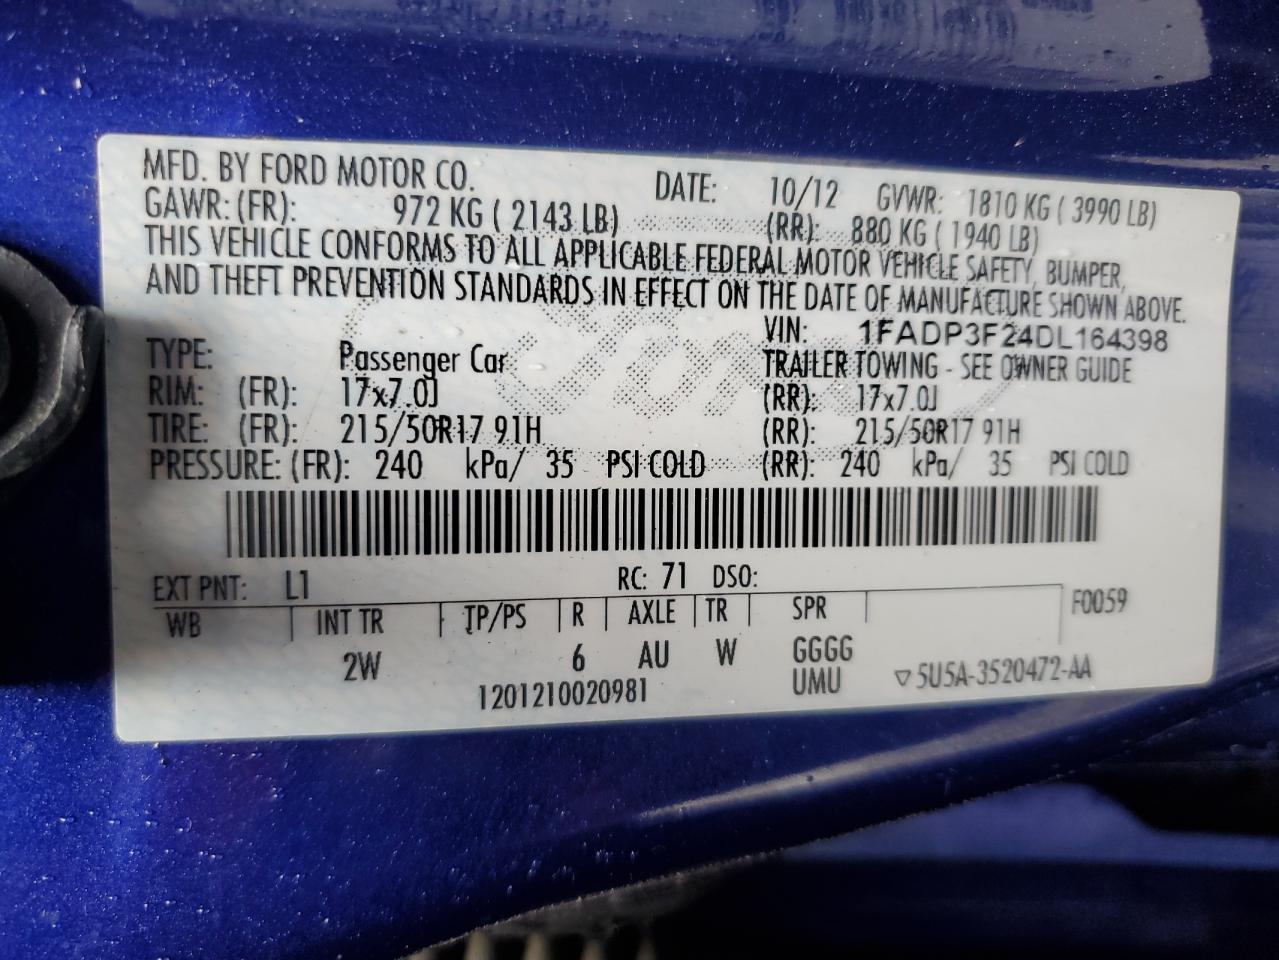 MFD. BY FORD MOTOR CO. DATE: 10/12 GVWR: 1810 KG ( 3990 LB)
GAWR: (FR): 972 KG ( 2143 LB) (RR): 880 KG ( 1940 LB)
THIS VEHICLE CONFORMS TO ALL APPLICABLE FEDERAL MOTOR VEHICLE SAFETY, BUMPER,
AND THEFT PREVENTION STANDARDS IN EFFECT ON THE DATE OF MANUFACTURE SHOWN ABOVE.
VIN: 1FADP3F24DL164398
TYPE: Passenger Car TRAILER TOWING - SEE OWNER GUIDE
RIM: (FR): 17x7.0J (RR): 17x7.0J
TIRE: (FR): 215/50R17 91H (RR): 215/50R17 91H
PRESSURE: (FR): 240 kPa/ 35 PSI COLD (RR): 240 kPa/ 35 PSI COLD
EXT PNT: L1 RC: 71 DSO:
WB INT TR TP/PS R AXLE TR SPR F0059
2W 6 AU W GGGG
UMU ▽5U5A-3520472-AA
1201210020981
Ford